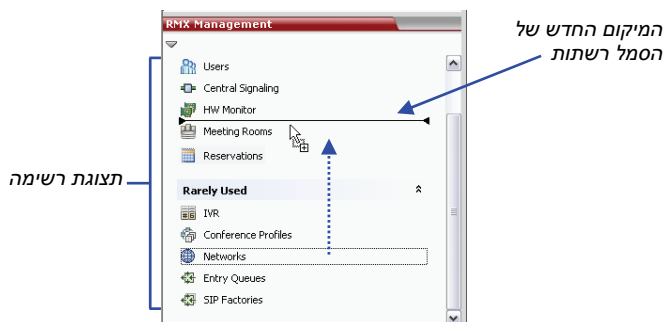 RMX Management
המיקום החדש של
הסמל רשתות
Users
Central Signaling
HW Monitor
Meeting Rooms
Reservations
תצוגת רשימה
Rarely Used
IVR
Conference Profiles
Networks
Entry Queues
SIP Factories